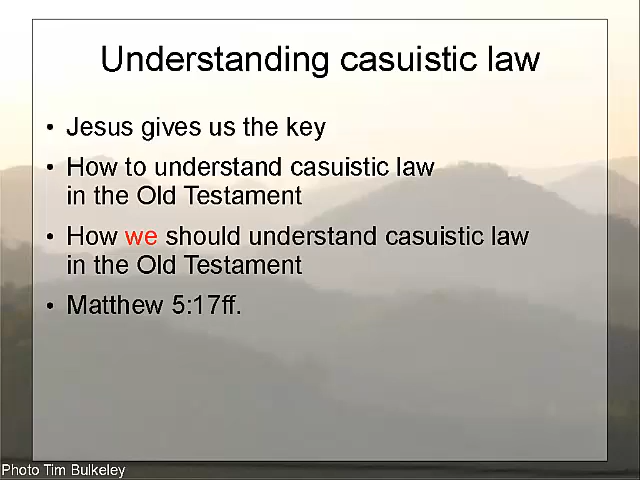 Understanding casuistic law
• Jesus gives us the key
• How to understand casuistic law
in the Old Testament
• How we should understand casuistic law
in the Old Testament
• Matthew 5:17ff.
Photo Tim Bulkeley